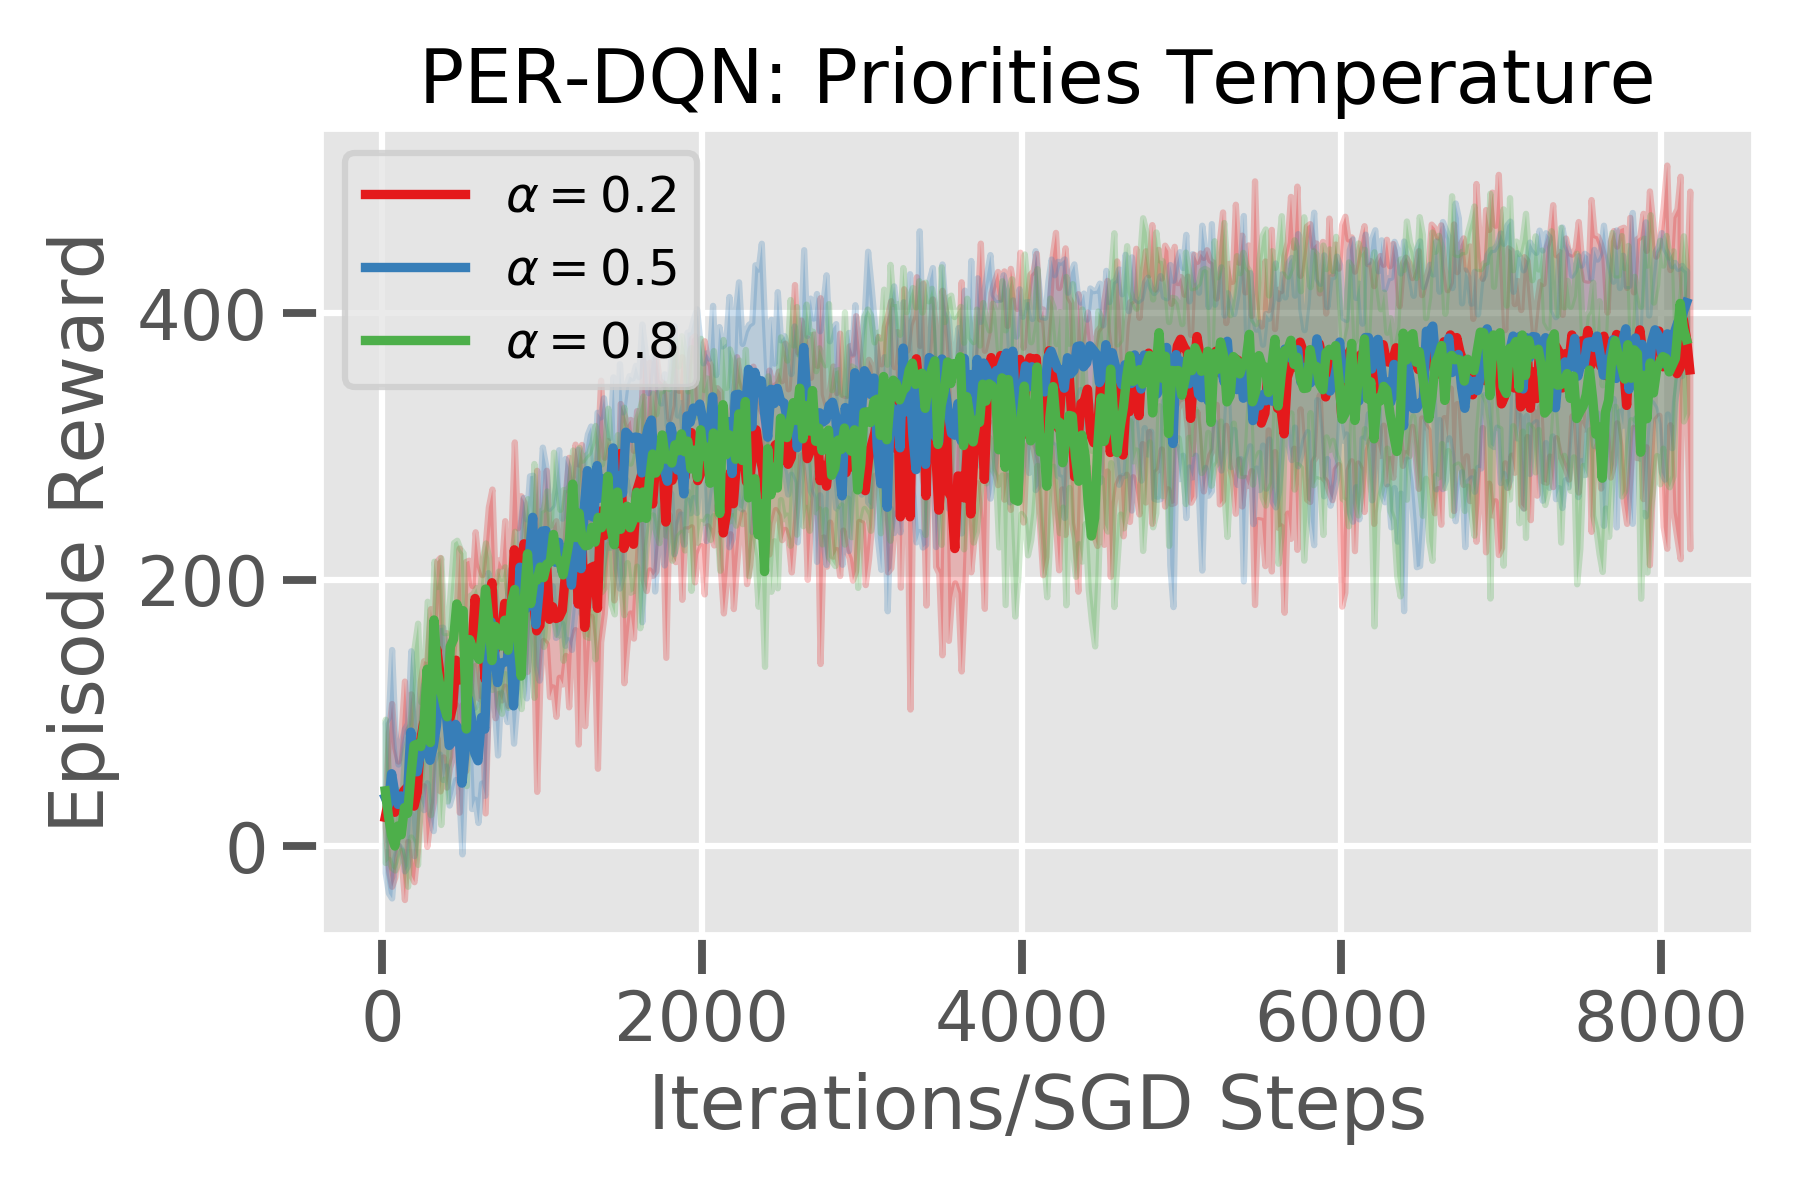 PER-DQN: Priorities Temperature
α = 0.2
α = 0.5
α = 0.8
Episode Reward
400
200
0
0 2000 4000 6000 8000
Iterations/SGD Steps